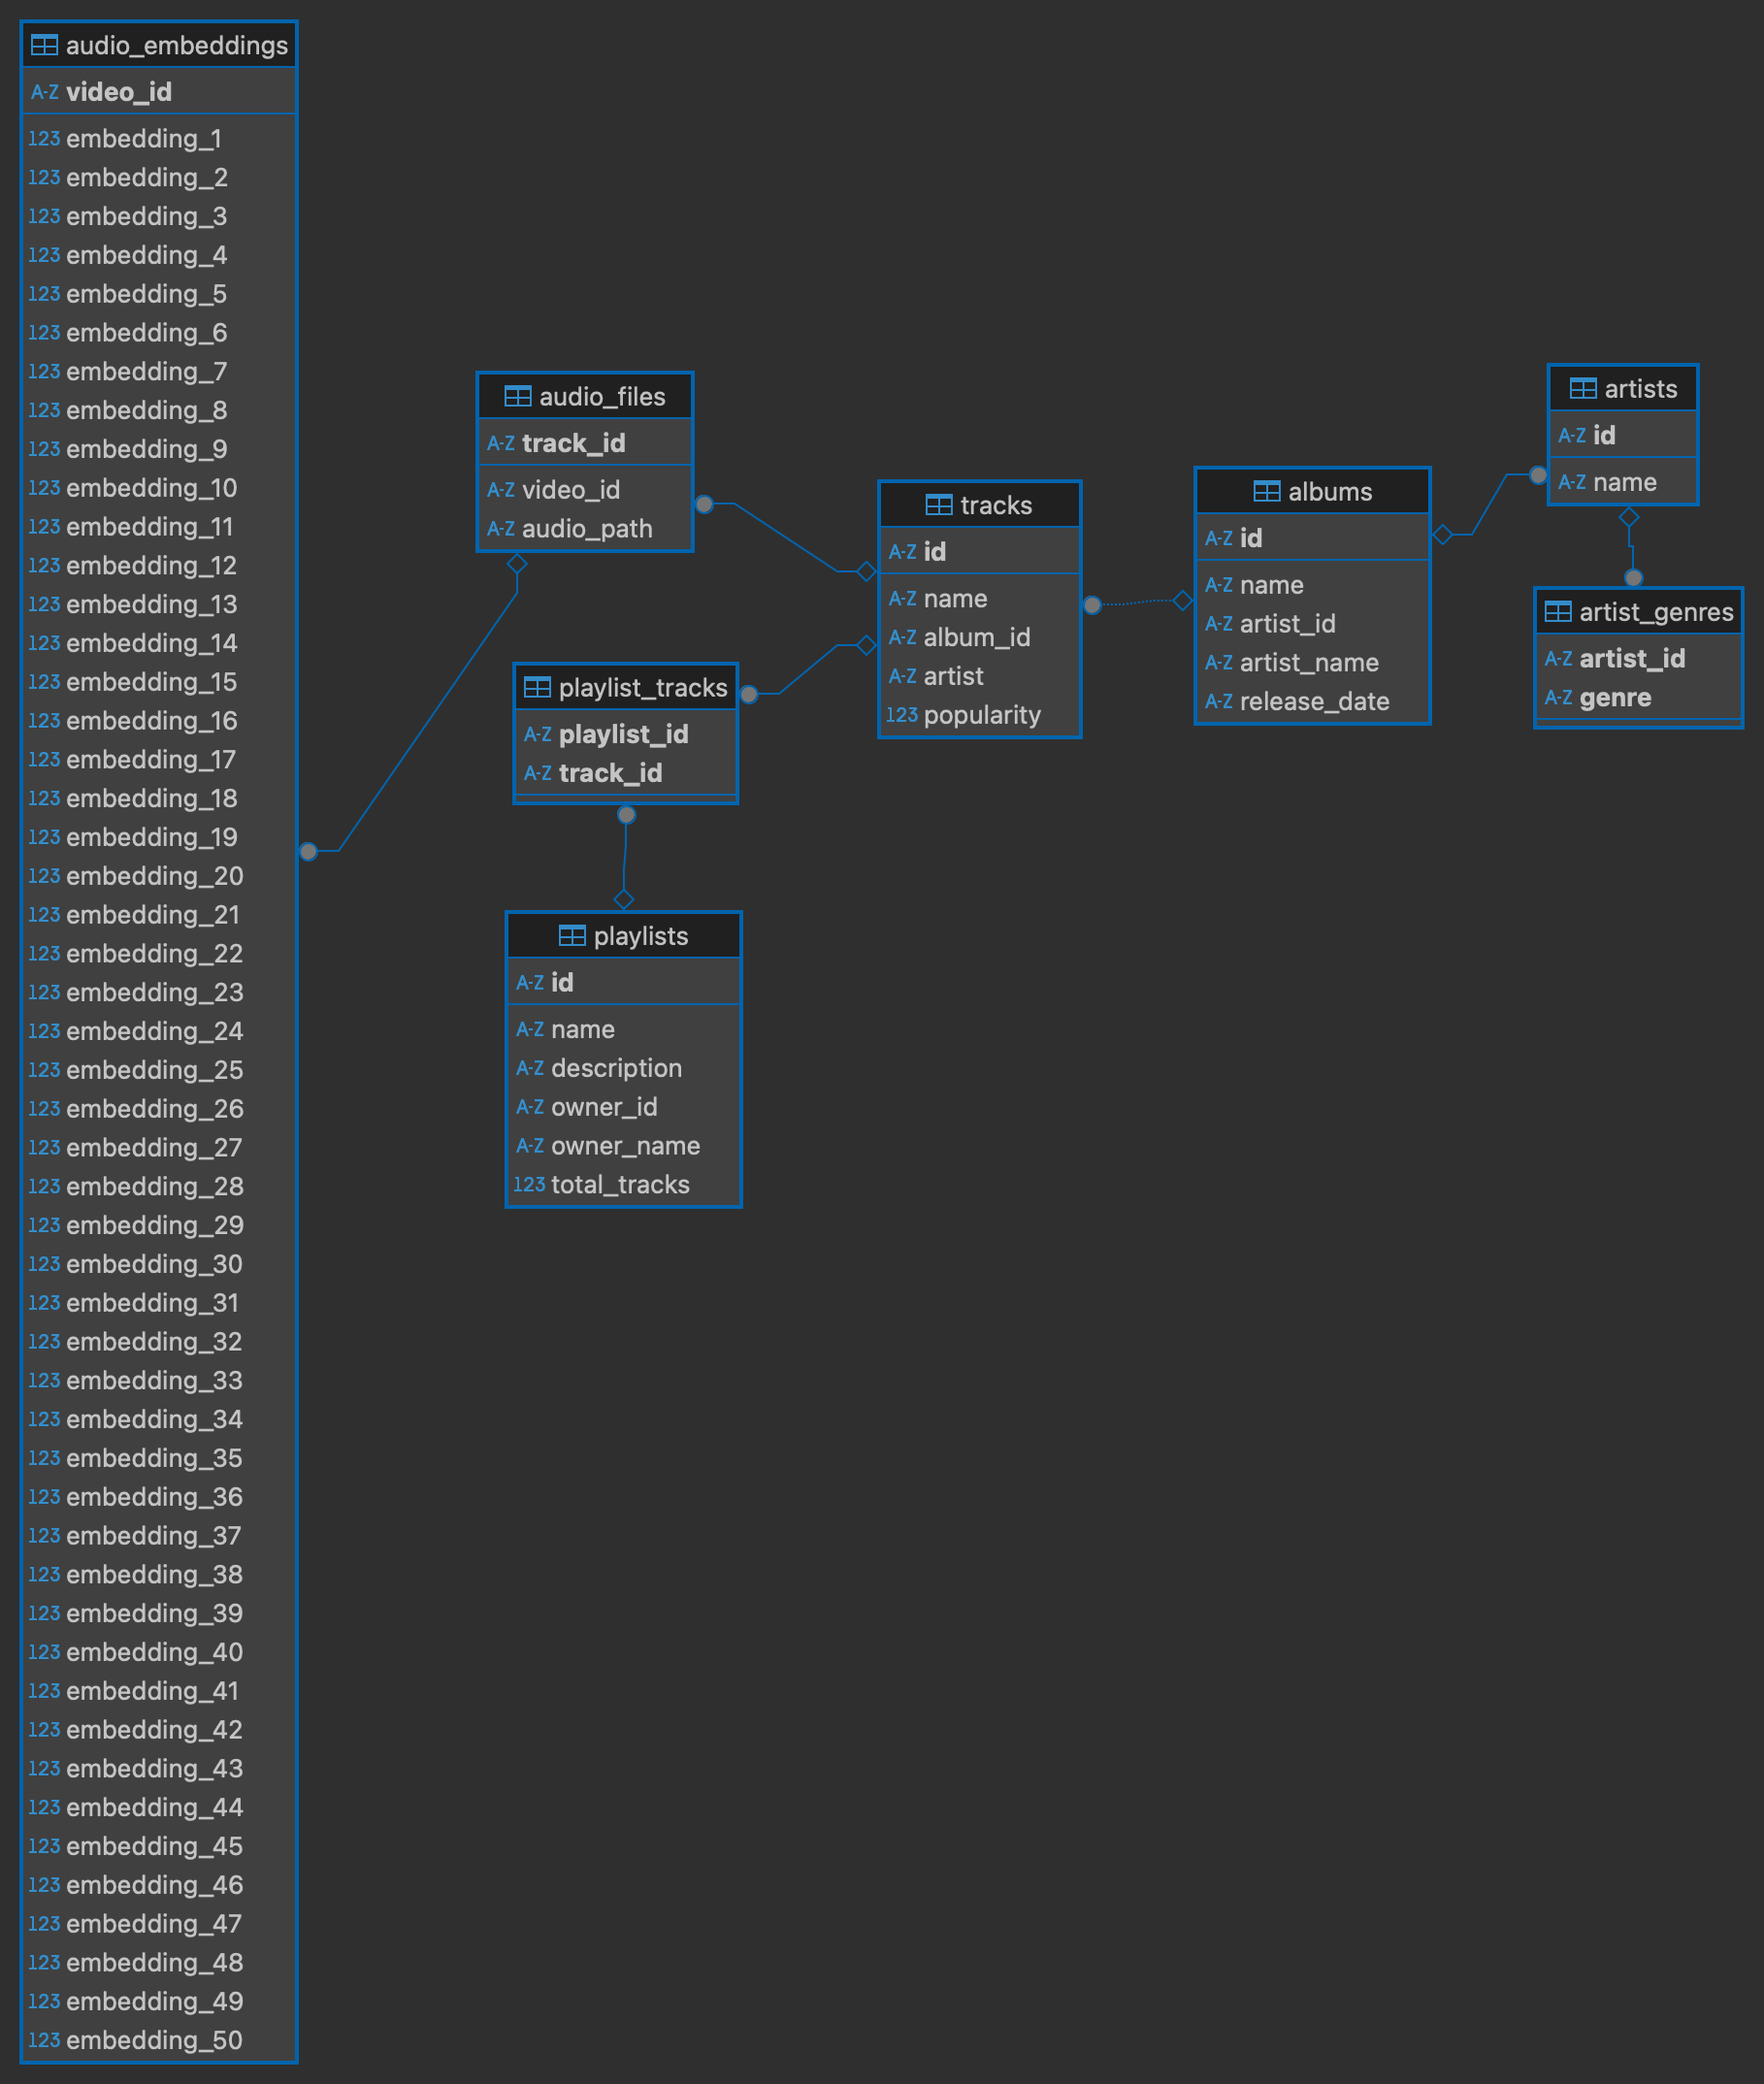 audio_embeddings
A-Z video_id
123 embedding_1
123 embedding_2
123 embedding_3
123 embedding_4
123 embedding_5
123 embedding_6
123 embedding_7
123 embedding_8
123 embedding_9
123 embedding_10
123 embedding_11
123 embedding_12
123 embedding_13
123 embedding_14
123 embedding_15
123 embedding_16
123 embedding_17
123 embedding_18
123 embedding_19
123 embedding_20
123 embedding_21
123 embedding_22
123 embedding_23
123 embedding_24
123 embedding_25
123 embedding_26
123 embedding_27
123 embedding_28
123 embedding_29
123 embedding_30
123 embedding_31
123 embedding_32
123 embedding_33
123 embedding_34
123 embedding_35
123 embedding_36
123 embedding_37
123 embedding_38
123 embedding_39
123 embedding_40
123 embedding_41
123 embedding_42
123 embedding_43
123 embedding_44
123 embedding_45
123 embedding_46
123 embedding_47
123 embedding_48
123 embedding_49
123 embedding_50
audio_files
A-Z track_id
A-Z video_id
A-Z audio_path
playlist_tracks
A-Z playlist_id
A-Z track_id
playlists
A-Z id
A-Z name
A-Z description
A-Z owner_id
A-Z owner_name
123 total_tracks
tracks
A-Z id
A-Z name
A-Z album_id
A-Z artist
123 popularity
albums
A-Z id
A-Z name
A-Z artist_id
A-Z artist_name
A-Z release_date
artists
A-Z id
A-Z name
artist_genres
A-Z artist_id
A-Z genre